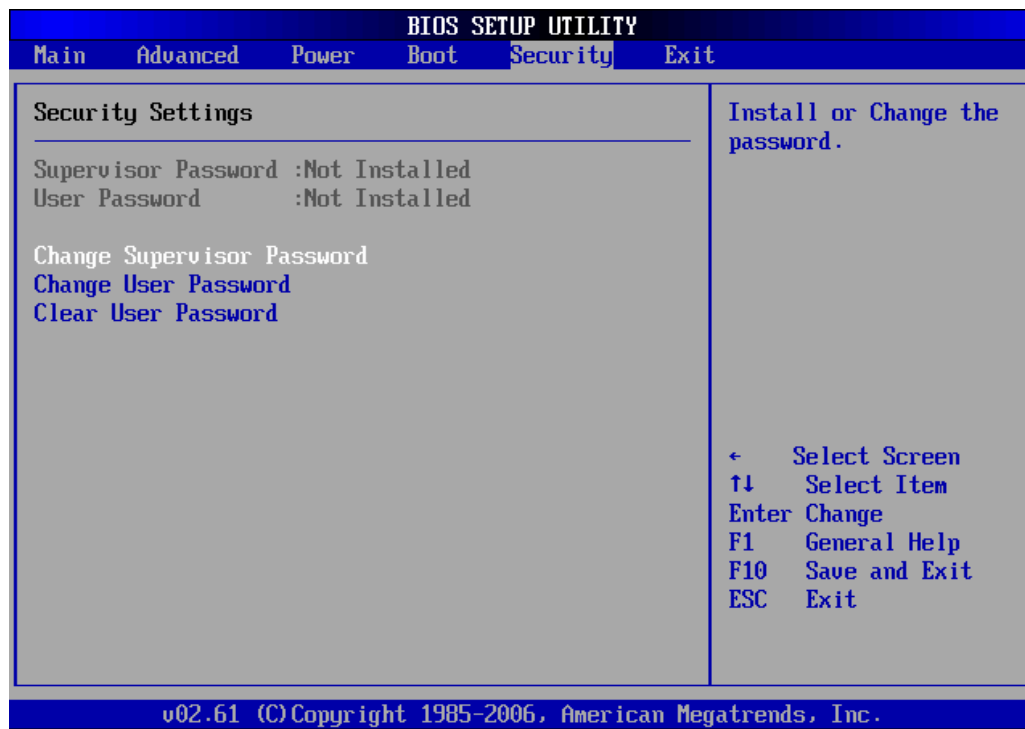 BIOS SETUP UTILITY
Main Advanced Power Boot Security Exit
Security Settings
Supervisor Password :Not Installed
User Password :Not Installed
Change Supervisor Password
Change User Password
Clear User Password
Install or Change the
password.
← Select Screen
↑↓ Select Item
Enter Change
F1 General Help
F10 Save and Exit
ESC Exit
v02.61 (C)Copyright 1985-2006, American Megatrends, Inc.